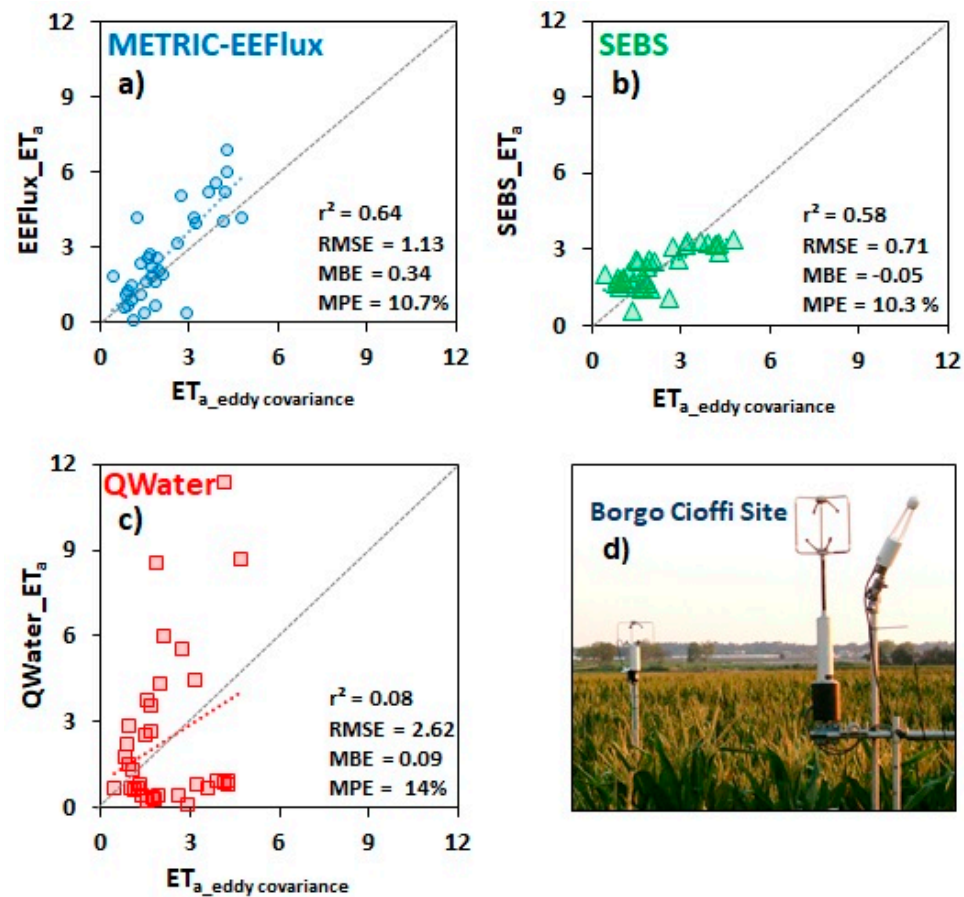 METRIC-EEFlux
a)
EEFlux_ETa
12
9
6
3
0
r² = 0.64
RMSE = 1.13
MBE = 0.34
MPE = 10.7%
0 3 6 9 12
ETa_eddy covariance
SEBS
b)
SEBS_ETa
12
9
6
3
0
r² = 0.58
RMSE = 0.71
MBE = -0.05
MPE = 10.3 %
0 3 6 9 12
ETa_eddy covariance
QWater
c)
QWater_ETa
12
9
6
3
0
r² = 0.08
RMSE = 2.62
MBE = 0.09
MPE = 14%
0 3 6 9 12
ETa_eddy covariance
Borgo Cioffi Site
d)